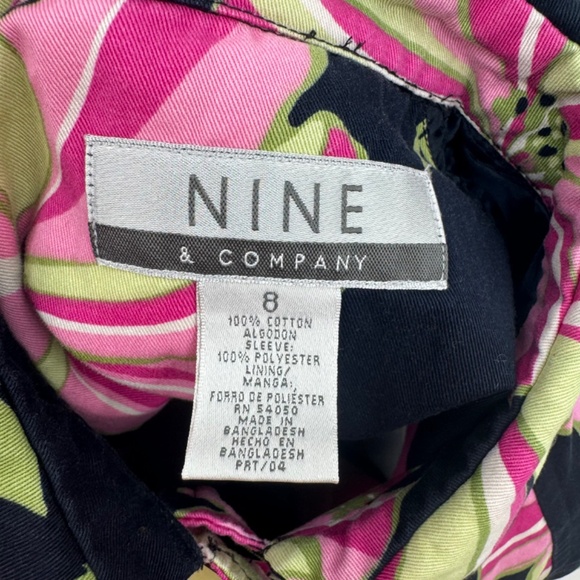 NINE
& COMPANY
8
100% COTTON
ALGODON
SLEEVE:
100% POLYESTER
LINING/
MANGA:
FORRO DE POLIÉSTER
RN 54050
MADE IN
BANGLADESH
HECHO EN
BANGLADESH
PRT/04